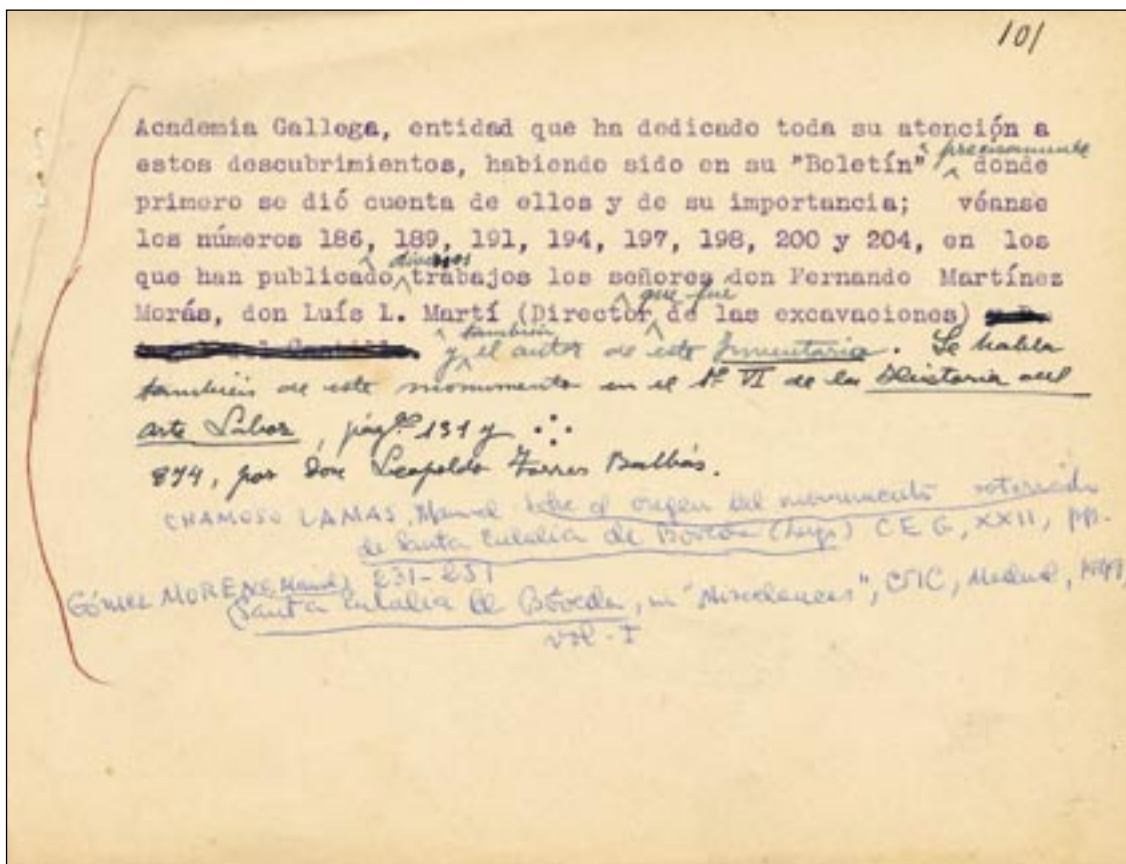 101
Academia Gallega, entidad que ha dedicado toda su atención a
estos descubrimientos, habiendo sido en su "Boletín" precisamente donde
primero se dió cuenta de ellos y de su importancia; véanse
los números 186, 189, 191, 194, 197, 198, 200 y 204, en los
que han publicado diversos trabajos los señores don Fernando Martínez
Morás, don Luís L. Martí (Director que fue de las excavaciones)
y también el autor de este Inventario. Se habla
también de este monumento en el tº VI de la Historia del
arte Labor, págs 131 y
874, por don Leopoldo Torres Balbás.
CHAMOSO LAMAS, Manuel Sobre el origen del monumento soterrado
de Santa Eulalia de Bóveda (Lugo) CEG, XXII, pp.
231-251
GÓMEZ MORENO, Manuel Santa Eulalia de Bóveda, en "Misceláneas", CSIC, Madrid, 1949,
vol. I